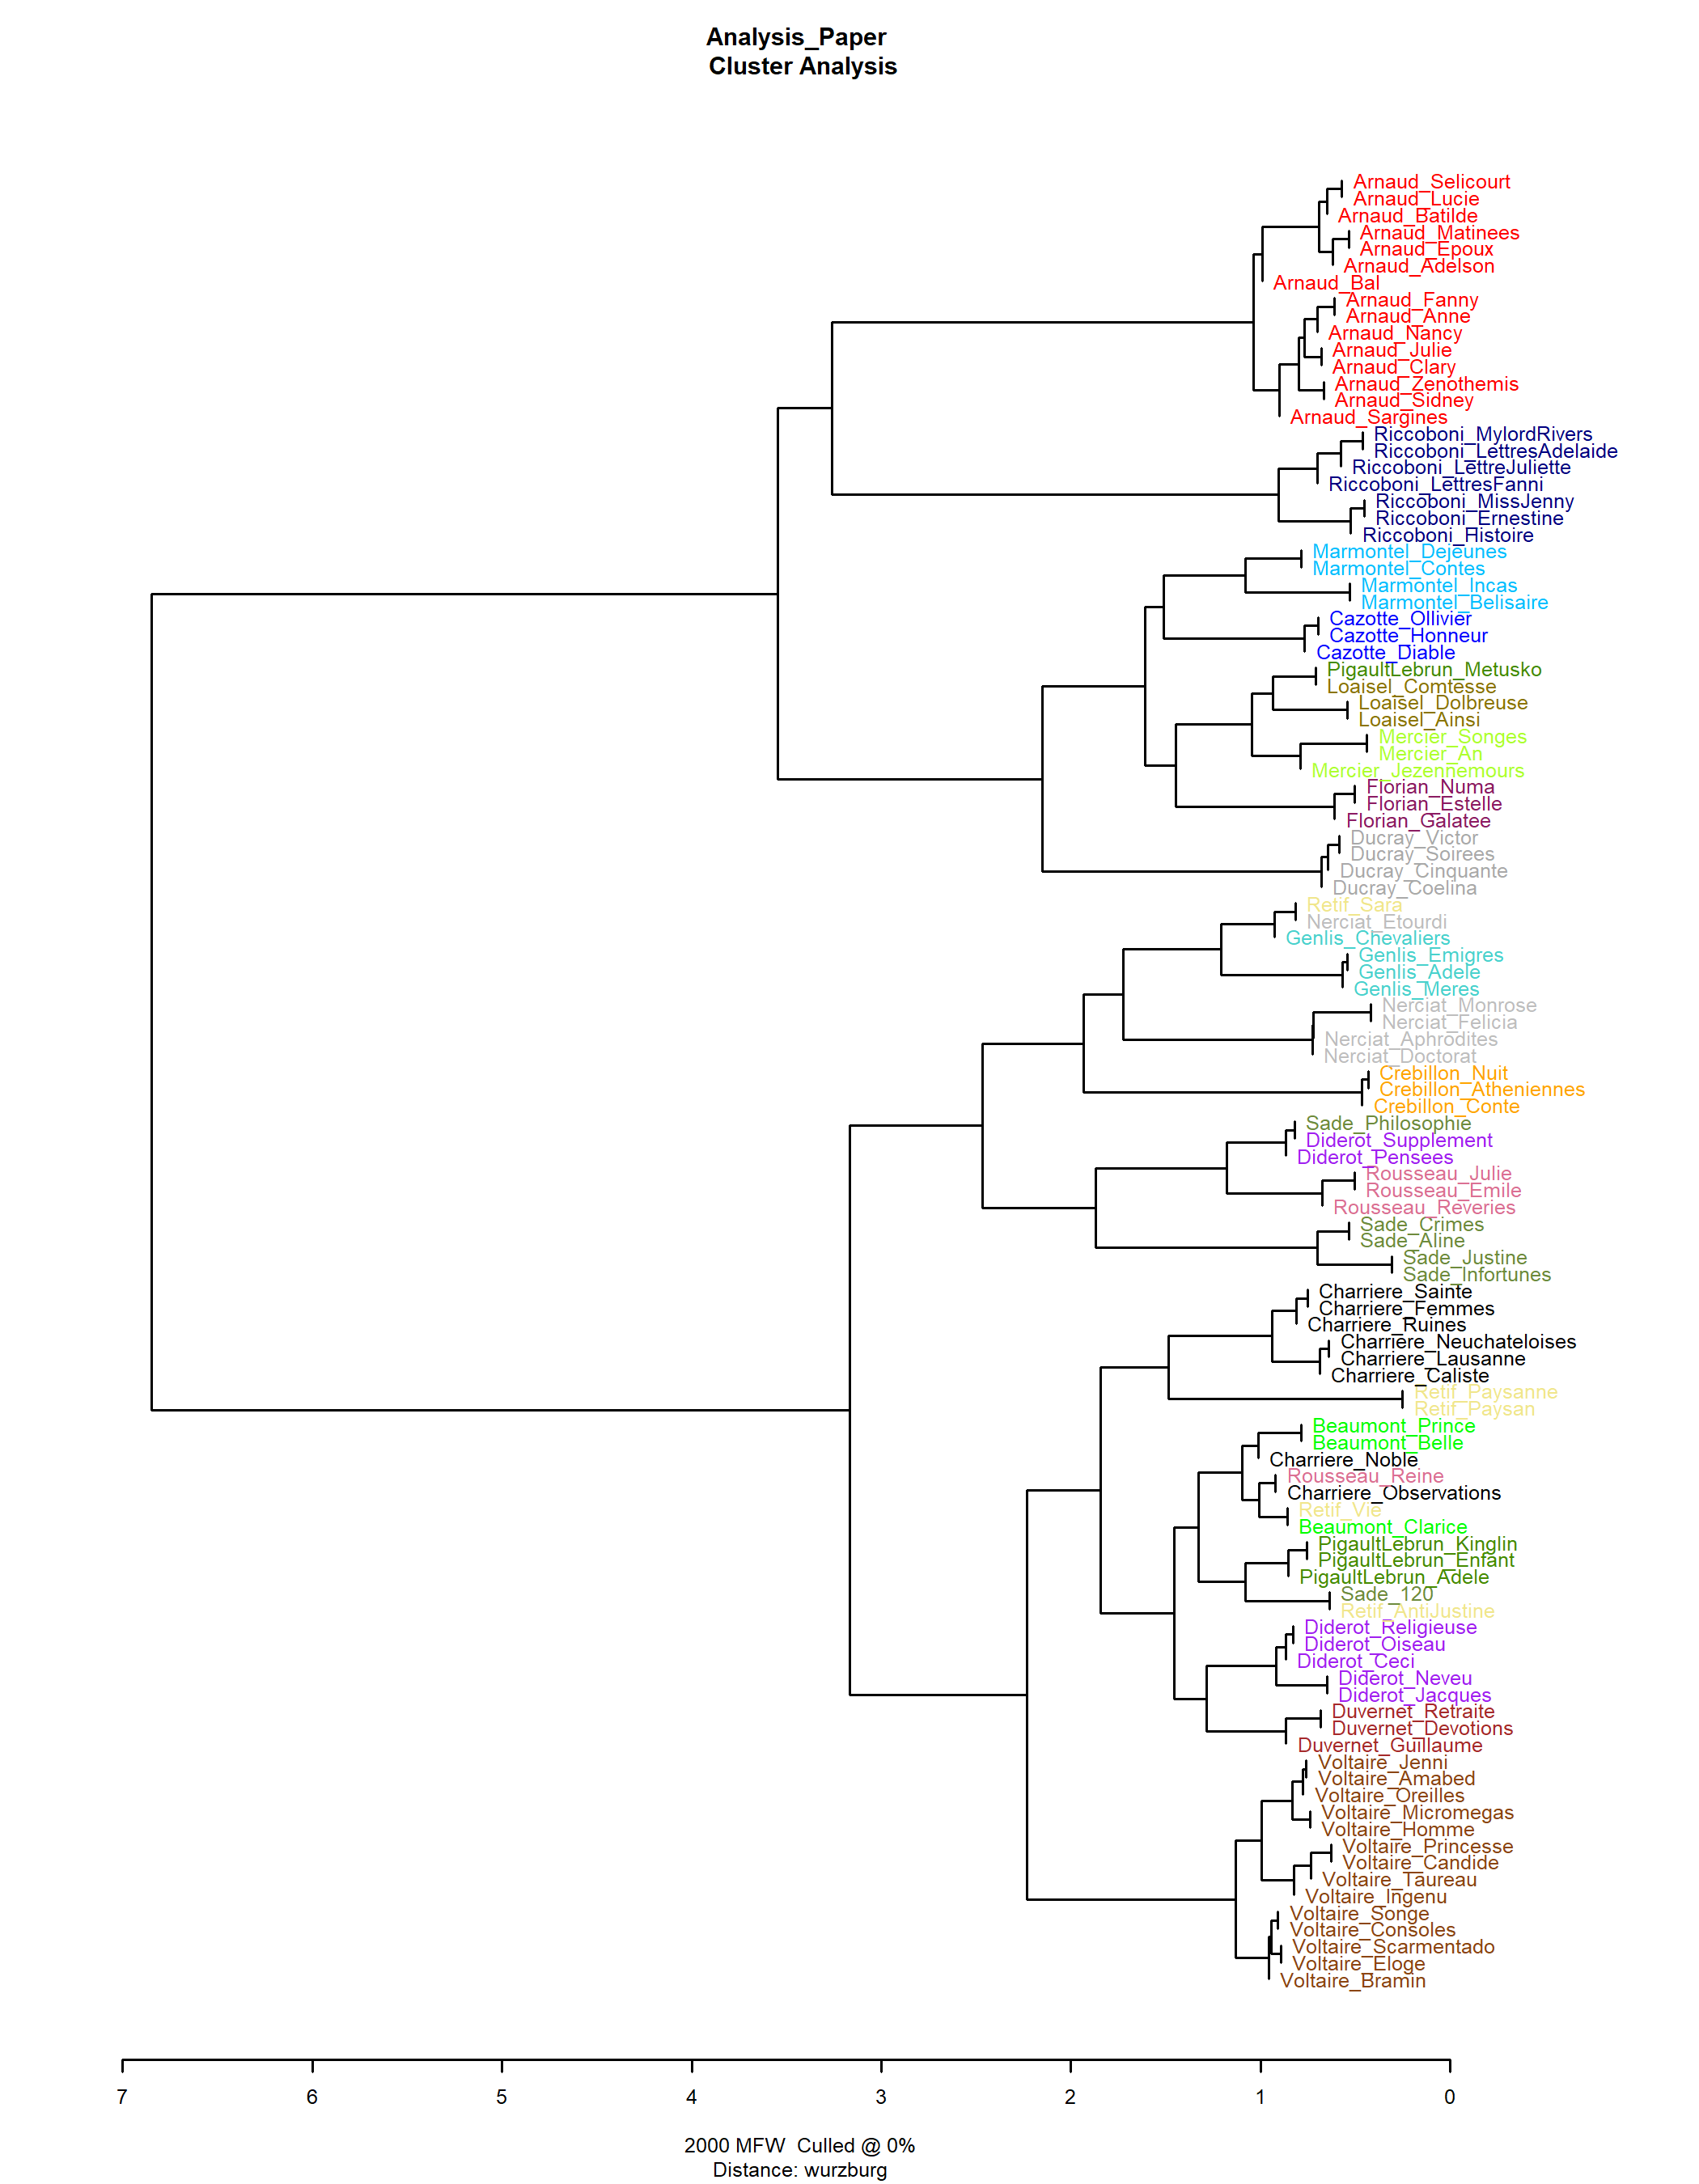 Analysis_Paper
Cluster Analysis
Arnaud_Selicourt
Arnaud_Lucie
Arnaud_Batilde
Arnaud_Matinees
Arnaud_Epoux
Arnaud_Adelson
Arnaud_Bal
Arnaud_Fanny
Arnaud_Anne
Arnaud_Nancy
Arnaud_Julie
Arnaud_Clary
Arnaud_Zenothemis
Arnaud_Sidney
Arnaud_Sargines
Riccoboni_MylordRivers
Riccoboni_LettresAdelaide
Riccoboni_LettreJuliette
Riccoboni_LettresFanni
Riccoboni_MissJenny
Riccoboni_Ernestine
Riccoboni_Histoire
Marmontel_Dejeunes
Marmontel_Contes
Marmontel_Incas
Marmontel_Belisaire
Cazotte_Ollivier
Cazotte_Honneur
Cazotte_Diable
PigaultLebrun_Metusko
Loaisel_Comtesse
Loaisel_Dolbreuse
Loaisel_Ainsi
Mercier_Songes
Mercier_An
Mercier_Jezennemours
Florian_Numa
Florian_Estelle
Florian_Galatee
Ducray_Victor
Ducray_Soirees
Ducray_Cinquante
Ducray_Coelina
Retif_Sara
Nerciat_Etourdi
Genlis_Chevaliers
Genlis_Emigres
Genlis_Adele
Genlis_Meres
Nerciat_Monrose
Nerciat_Felicia
Nerciat_Aphrodites
Nerciat_Doctorat
Crebillon_Nuit
Crebillon_Atheniennes
Crebillon_Conte
Sade_Philosophie
Diderot_Supplement
Diderot_Pensees
Rousseau_Julie
Rousseau_Emile
Rousseau_Reveries
Sade_Crimes
Sade_Aline
Sade_Justine
Sade_Infortunes
Charriere_Sainte
Charriere_Femmes
Charriere_Ruines
Charriere_Neuchateloises
Charriere_Lausanne
Charriere_Caliste
Retif_Paysanne
Retif_Paysan
Beaumont_Prince
Beaumont_Belle
Charriere_Noble
Rousseau_Reine
Charriere_Observations
Retif_Vie
Beaumont_Clarice
PigaultLebrun_Kinglin
PigaultLebrun_Enfant
PigaultLebrun_Adele
Sade_120
Retif_AntiJustine
Diderot_Religieuse
Diderot_Oiseau
Diderot_Ceci
Diderot_Neveu
Diderot_Jacques
Duvernet_Retraite
Duvernet_Devotions
Duvernet_Guillaume
Voltaire_Jenni
Voltaire_Amabed
Voltaire_Oreilles
Voltaire_Micromegas
Voltaire_Homme
Voltaire_Princesse
Voltaire_Candide
Voltaire_Taureau
Voltaire_Ingenu
Voltaire_Songe
Voltaire_Consoles
Voltaire_Scarmentado
Voltaire_Eloge
Voltaire_Bramin
7 6 5 4 3 2 1 0
2000 MFW Culled @ 0%
Distance: wurzburg